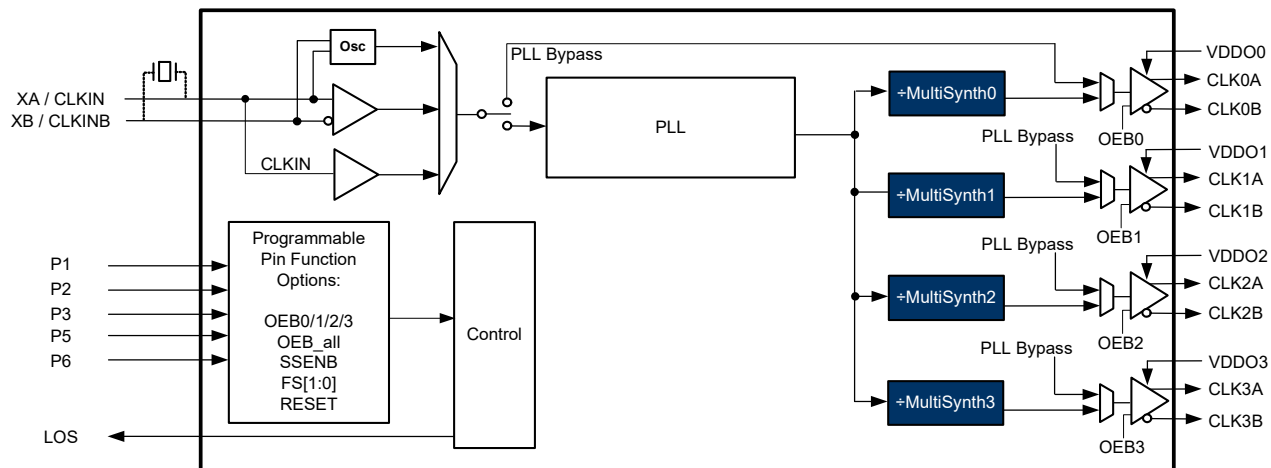 Osc
PLL Bypass
XA / CLKIN
XB / CLKINB
CLKIN
PLL
÷MultiSynth0
VDDO0
CLK0A
CLK0B
OEB0
PLL Bypass
÷MultiSynth1
VDDO1
CLK1A
CLK1B
OEB1
PLL Bypass
÷MultiSynth2
VDDO2
CLK2A
CLK2B
OEB2
PLL Bypass
÷MultiSynth3
VDDO3
CLK3A
CLK3B
OEB3
P1
P2
P3
P5
P6
Programmable
Pin Function
Options:
OEB0/1/2/3
OEB_all
SSENB
FS[1:0]
RESET
Control
LOS